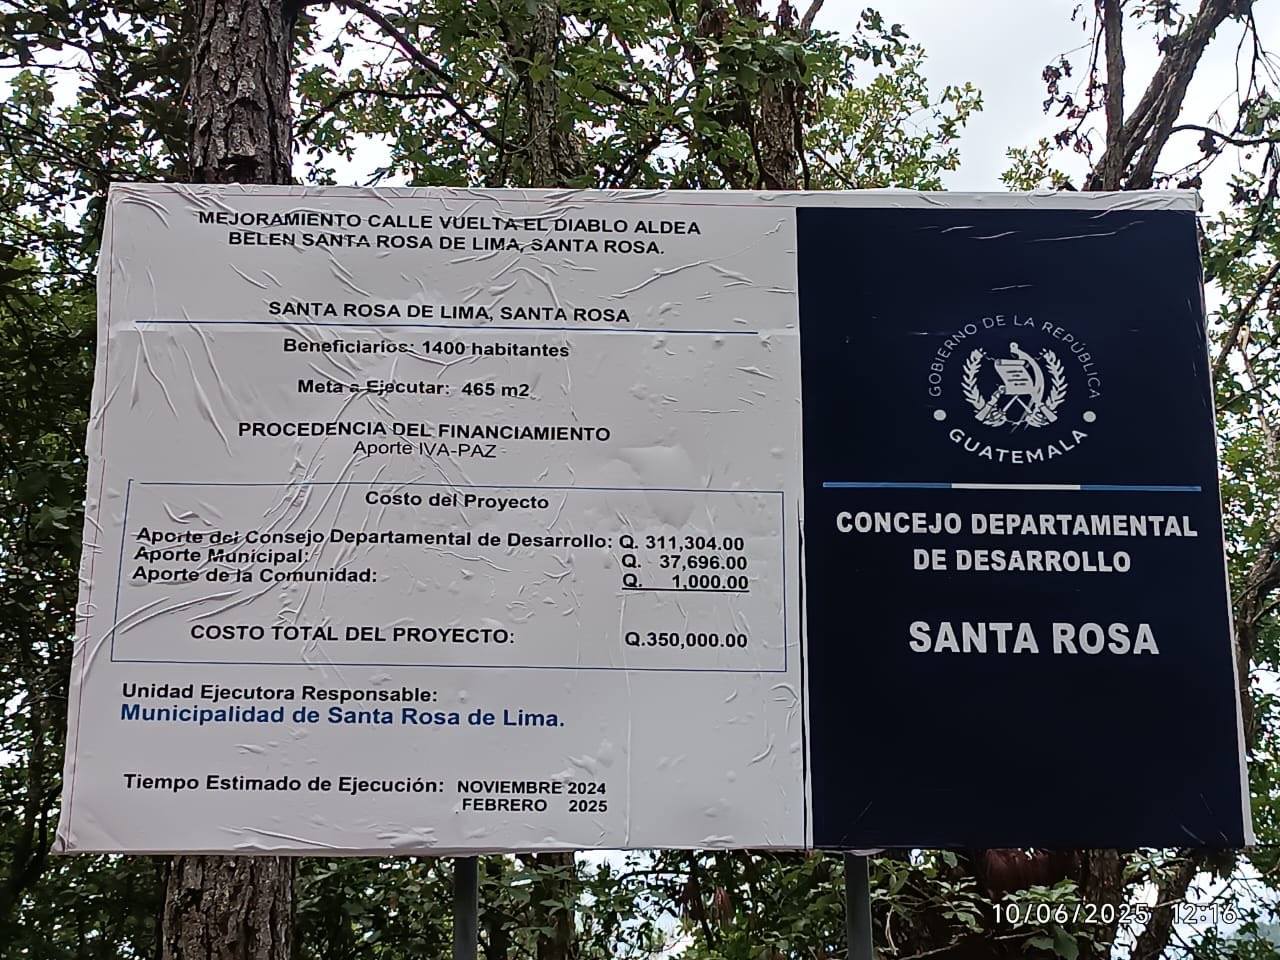 MEJORAMIENTO CALLE VUELTA EL DIABLO ALDEA
BELEN SANTA ROSA DE LIMA, SANTA ROSA.
SANTA ROSA DE LIMA, SANTA ROSA
Beneficiarios: 1400 habitantes
Meta a Ejecutar: 465 m2
PROCEDENCIA DEL FINANCIAMIENTO
Aporte IVA-PAZ
Costo del Proyecto
Aporte del Consejo Departamental de Desarrollo: Q. 311,304.00
Aporte Municipal: Q. 37,696.00
Aporte de la Comunidad: Q. 1,000.00
COSTO TOTAL DEL PROYECTO: Q.350,000.00
Unidad Ejecutora Responsable:
Municipalidad de Santa Rosa de Lima.
Tiempo Estimado de Ejecución: NOVIEMBRE 2024
FEBRERO 2025
GOBIERNO DE LA REPÚBLICA
GUATEMALA
CONCEJO DEPARTAMENTAL
DE DESARROLLO
SANTA ROSA
10/06/2025 12:16